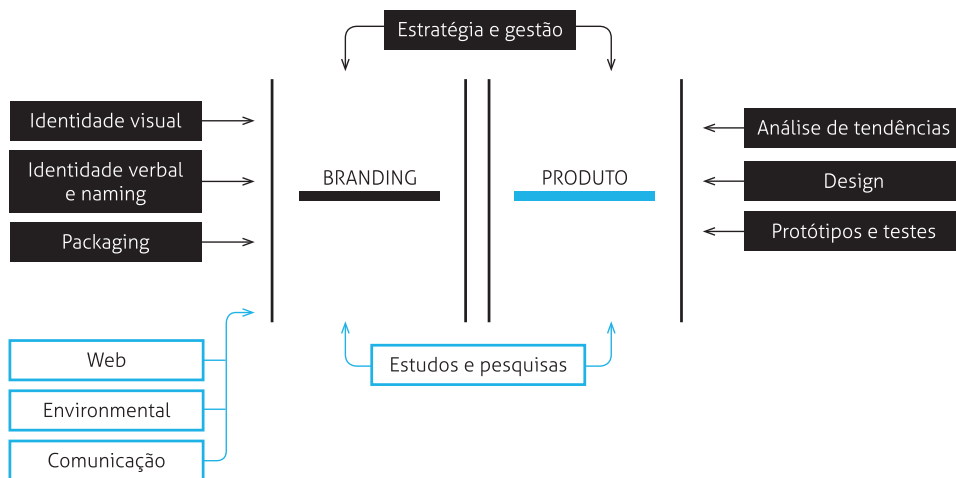 Estratégia e gestão
Identidade visual
Identidade verbal
e naming
Packaging
BRANDING
PRODUTO
Análise de tendências
Design
Protótipos e testes
Web
Environmental
Comunicação
Estudos e pesquisas